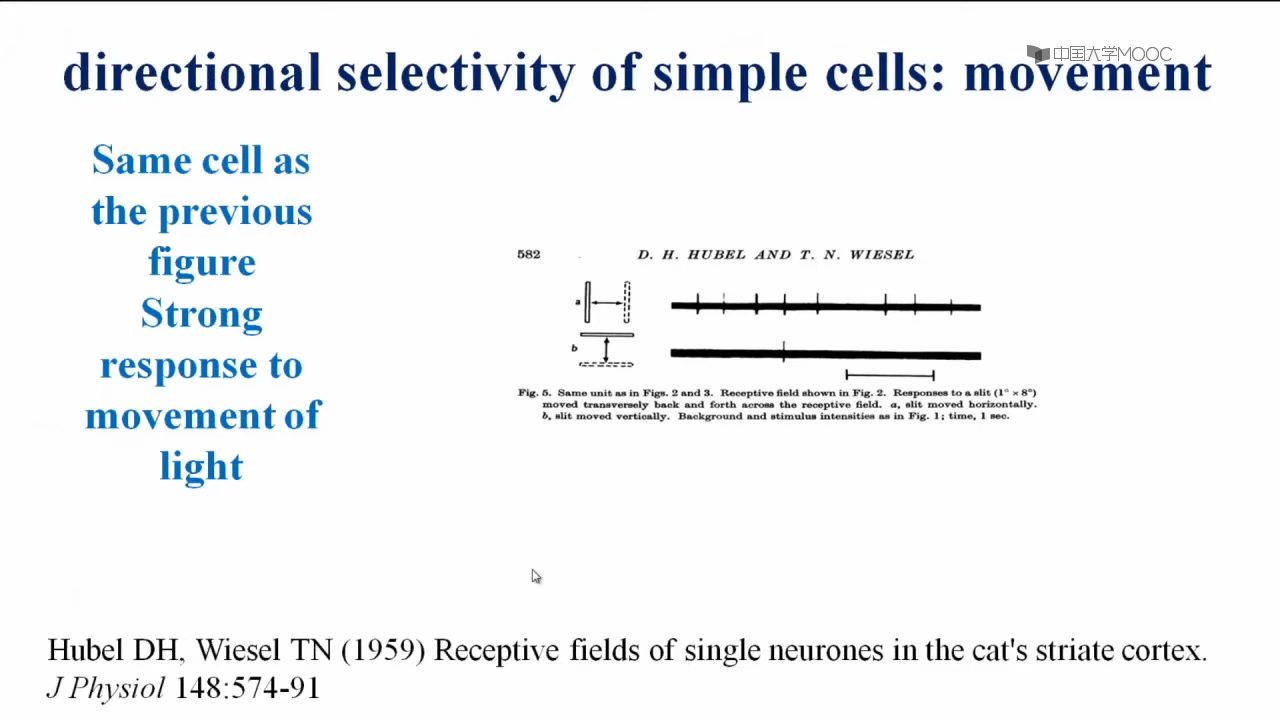 中国大学MOOC
directional selectivity of simple cells: movement
Same cell as
the previous
figure
Strong
response to
movement of
light
582 D. H. HUBEL AND T. N. WIESEL
a
b
Fig. 5. Same unit as in Figs. 2 and 3. Receptive field shown in Fig. 2. Responses to a slit (1° × 8°)
moved transversely back and forth across the receptive field. a, slit moved horizontally.
b, slit moved vertically. Background and stimulus intensities as in Fig. 1; time, 1 sec.
Hubel DH, Wiesel TN (1959) Receptive fields of single neurones in the cat's striate cortex.
J Physiol 148:574-91